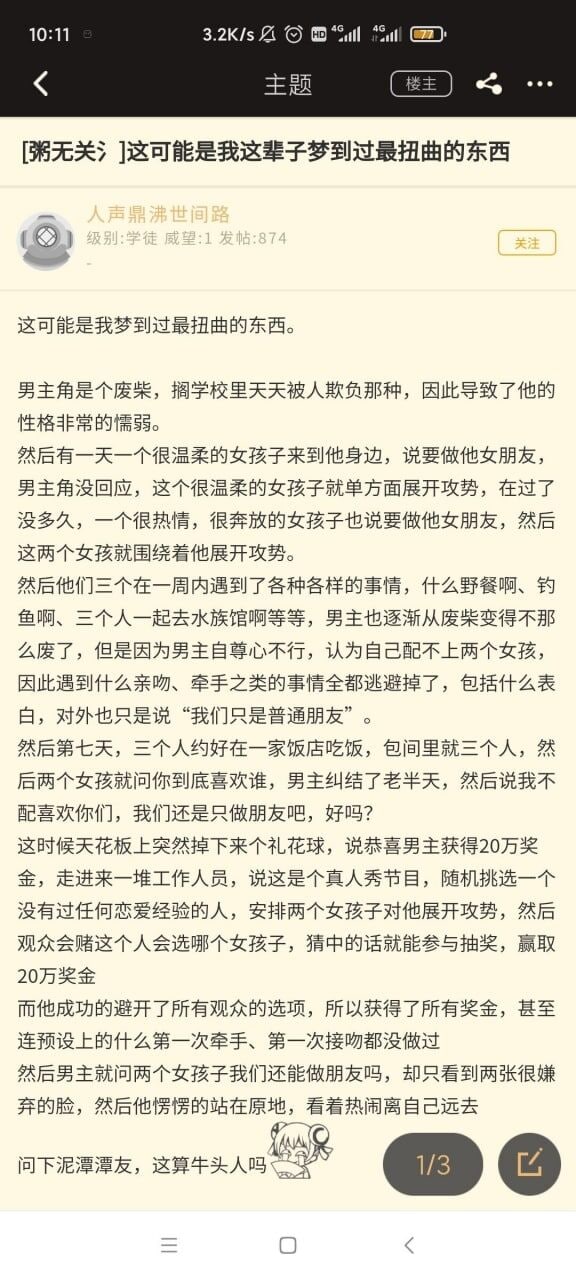 10:11
3.2K/s
HD
4G
4G
77
主题
楼主
[粥无关氵]这可能是我这辈子梦到过最扭曲的东西
人声鼎沸世间路
级别:学徒 威望:1 发帖:874
-
关注
这可能是我梦到过最扭曲的东西。
男主角是个废柴，搁学校里天天被人欺负那种，因此导致了他的
性格非常的懦弱。
然后有一天一个很温柔的女孩子来到他身边，说要做他女朋友，
男主角没回应，这个很温柔的女孩子就单方面展开攻势，在过了
没多久，一个很热情，很奔放的女孩子也说要做他女朋友，然后
这两个女孩就围绕着他展开攻势。
然后他们三个在一周内遇到了各种各样的事情，什么野餐啊、钓
鱼啊、三个人一起去水族馆啊等等，男主也逐渐从废柴变得不那
么废了，但是因为男主自尊心不行，认为自己配不上两个女孩，
因此遇到什么亲吻、牵手之类的事情全都逃避掉了，包括什么表
白，对外也只是说“我们只是普通朋友”。
然后第七天，三个人约好在一家饭店吃饭，包间里就三个人，然
后两个女孩就问你到底喜欢谁，男主纠结了老半天，然后说我不
配喜欢你们，我们还是只做朋友吧，好吗？
这时候天花板上突然掉下来个礼花球，说恭喜男主获得20万奖
金，走进来一堆工作人员，说这是个真人秀节目，随机挑选一个
没有过任何恋爱经验的人，安排两个女孩子对他展开攻势，然后
观众会赌这个人会选哪个女孩子，猜中的话就能参与抽奖，赢取
20万奖金
而他成功的避开了所有观众的选项，所以获得了所有奖金，甚至
连预设上的什么第一次牵手、第一次接吻都没做过
然后男主就问两个女孩子我们还能做朋友吗，却只看到两张很嫌
弃的脸，然后他愣愣的站在原地，看着热闹离自己远去
问下泥潭潭友，这算牛头人吗
1/3